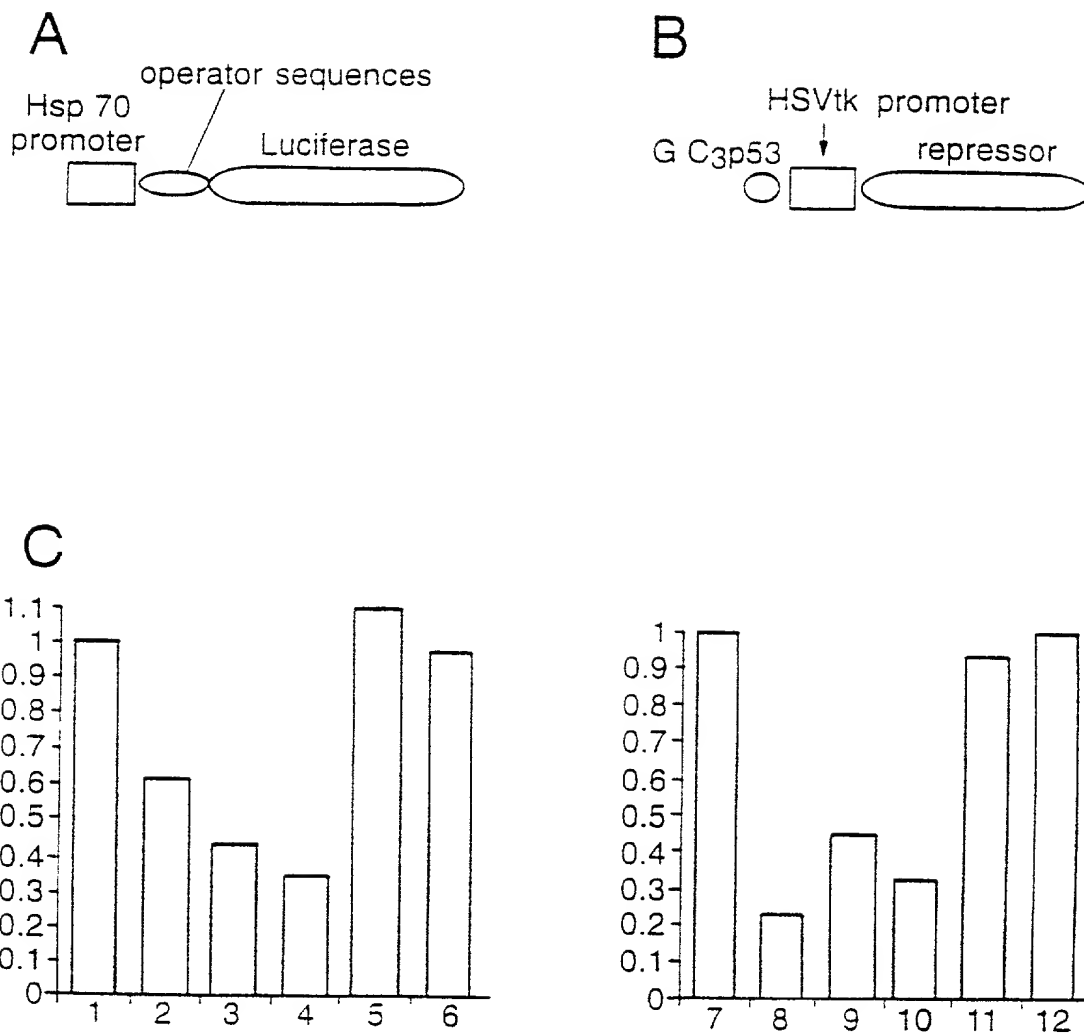 A
operator sequences
Hsp 70
promoter
Luciferase
B
HSVtk promoter
G C3p53
repressor
C
1.1
1
0.9
0.8
0.7
0.6
0.5
0.4
0.3
0.2
0.1
0
1 2 3 4 5 6
1
0.9
0.8
0.7
0.6
0.5
0.4
0.3
0.2
0.1
0
7 8 9 10 11 12